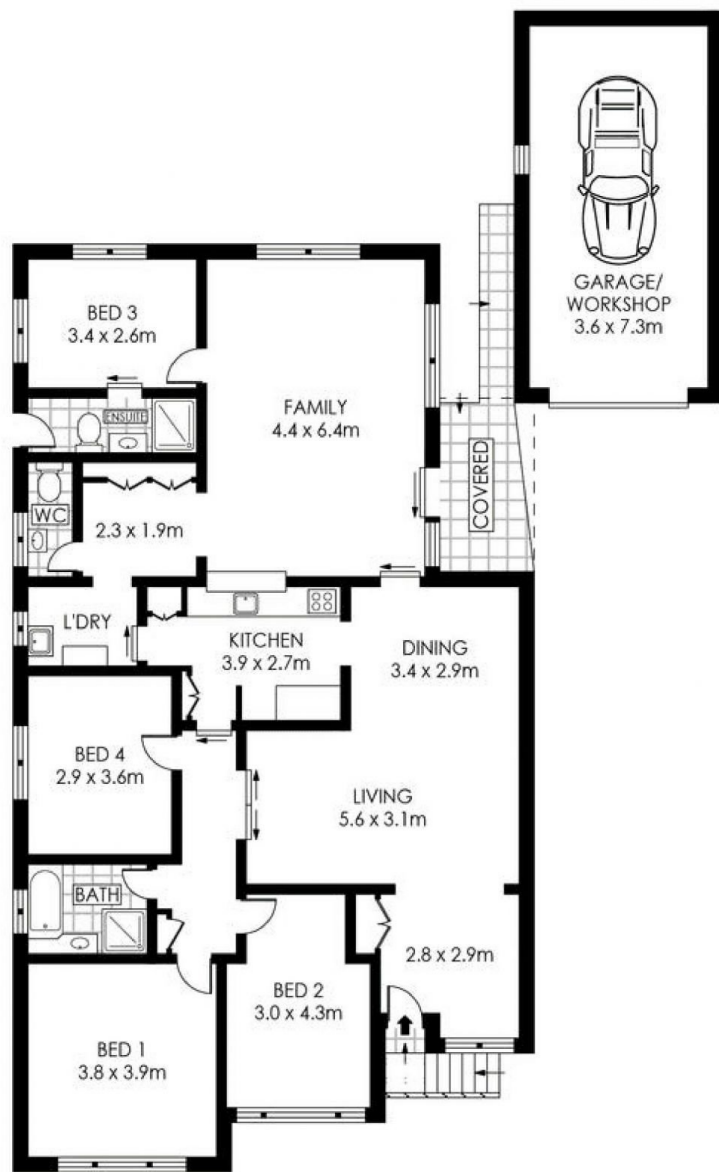 GARAGE/
WORKSHOP
3.6 x 7.3m
BED 3
3.4 x 2.6m
ENSUITE
FAMILY
4.4 x 6.4m
COVERED
WC
2.3 x 1.9m
L'DRY
KITCHEN
3.9 x 2.7m
DINING
3.4 x 2.9m
BED 4
2.9 x 3.6m
LIVING
5.6 x 3.1m
BATH
2.8 x 2.9m
BED 2
3.0 x 4.3m
BED 1
3.8 x 3.9m